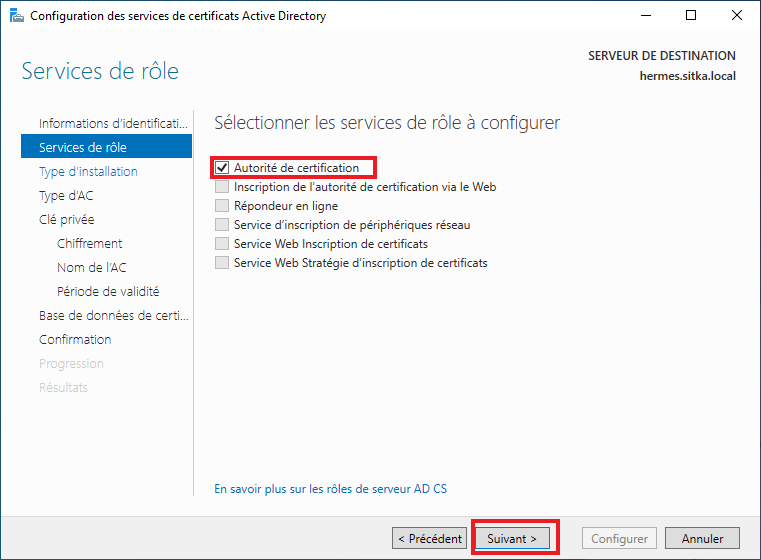 Configuration des services de certificats Active Directory
Services de rôle
SERVEUR DE DESTINATION
hermes.sitka.local
Informations d'identificati...
Services de rôle
Type d'installation
Type d'AC
Clé privée
Chiffrement
Nom de l'AC
Période de validité
Base de données de certi...
Confirmation
Progression
Résultats
Sélectionner les services de rôle à configurer
Autorité de certification
Inscription de l'autorité de certification via le Web
Répondeur en ligne
Service d'inscription de périphériques réseau
Service Web Inscription de certificats
Service Web Stratégie d'inscription de certificats
En savoir plus sur les rôles de serveur AD CS
< Précédent
Suivant >
Configurer
Annuler